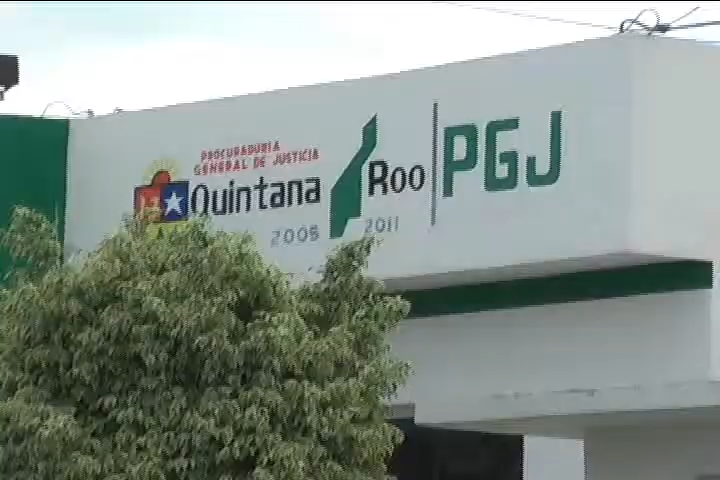 PROCURADURIA
GENERAL DE JUSTICIA
Quintana Roo
2005 2011
PGJ